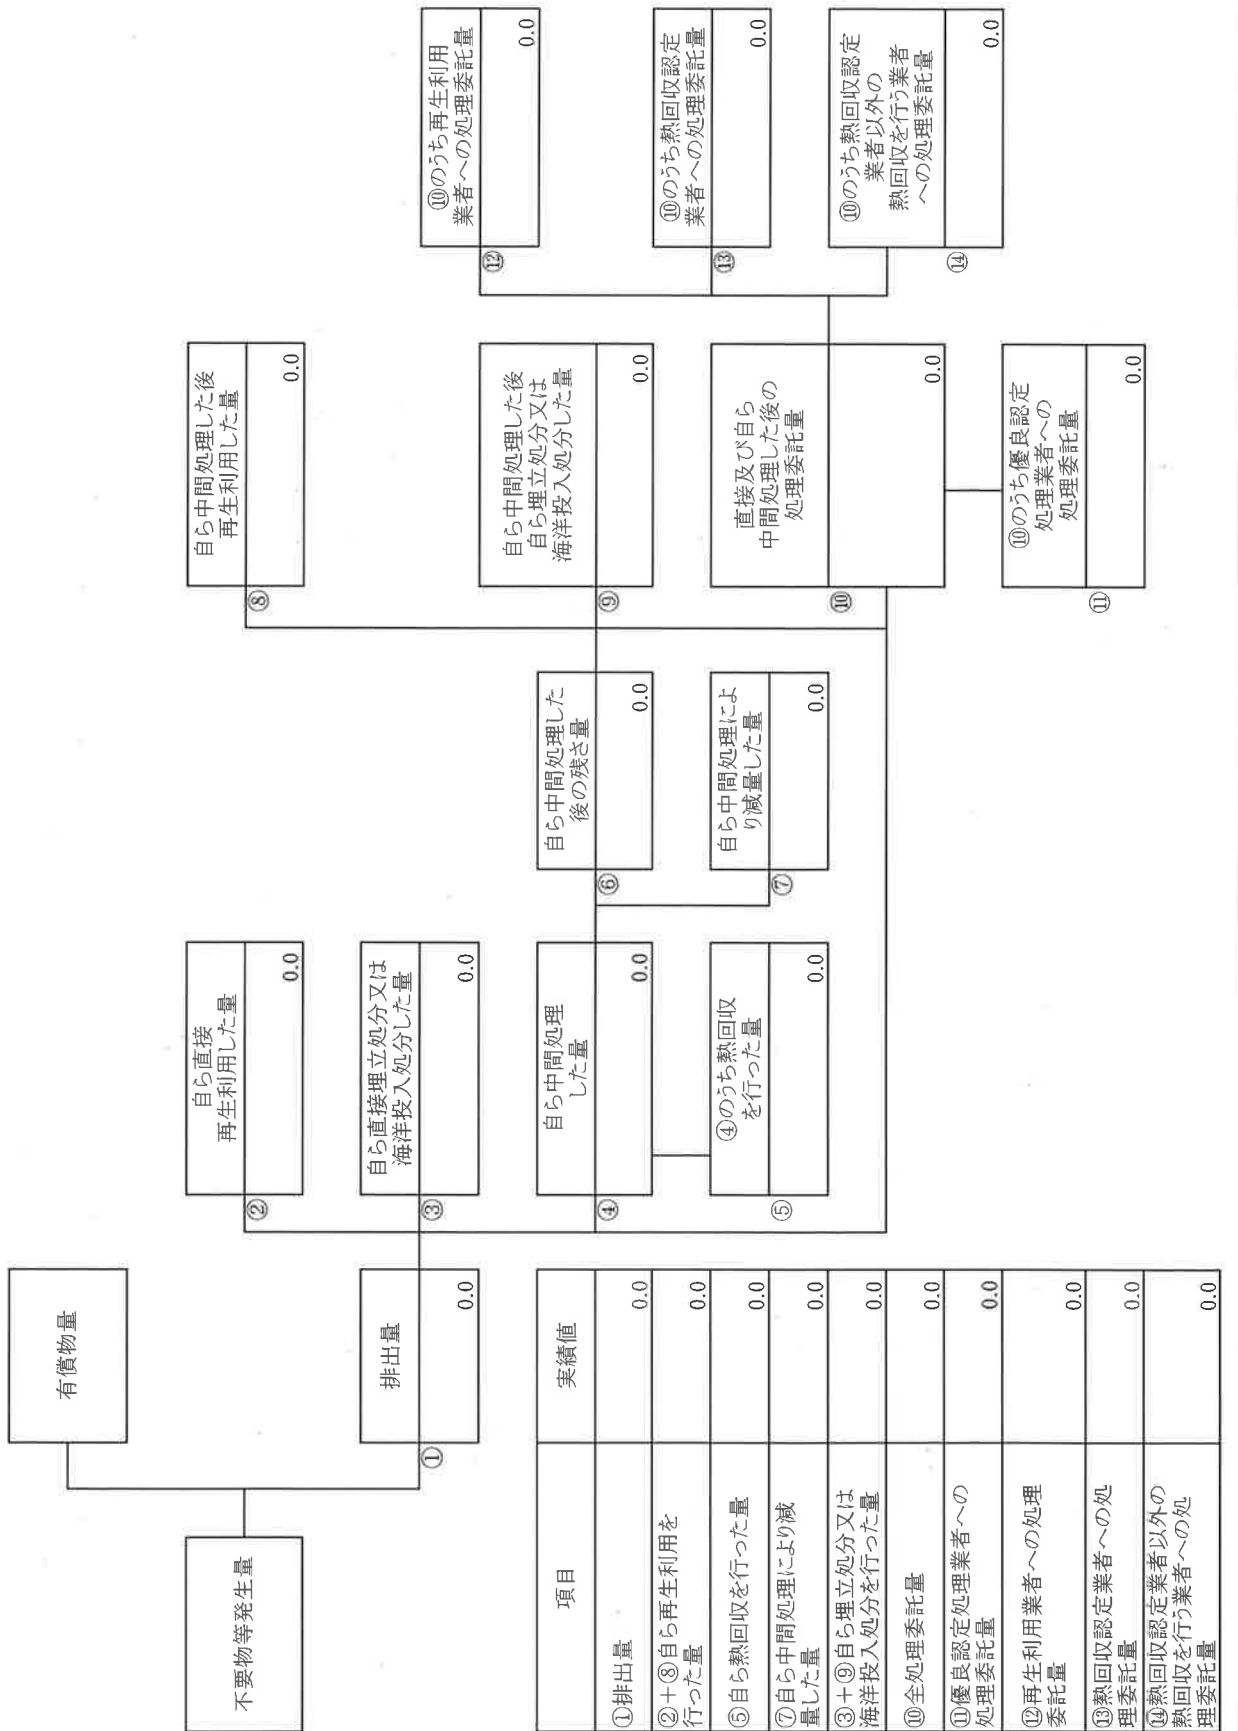 不要物等発生量
有償物量
排出量
①
0.0
自ら直接
再生利用した量
②
0.0
自ら直接埋立処分又は
海洋投入処分した量
③
0.0
自ら中間処理
した量
④
0.0
④のうち熱回収
を行った量
⑤
0.0
自ら中間処理した
後の残さ量
⑥
0.0
自ら中間処理によ
り減量した量
⑦
0.0
自ら中間処理した後
再生利用した量
⑧
0.0
自ら中間処理した後
自ら埋立処分又は
海洋投入処分した量
⑨
0.0
直接及び自ら
中間処理した後の
処理委託量
⑩
0.0
⑩のうち優良認定
処理業者への
処理委託量
⑪
0.0
⑩のうち再生利用
業者への処理委託量
⑫
0.0
⑩のうち熱回収認定
業者への処理委託量
⑬
0.0
⑩のうち熱回収認定
業者以外の
熱回収を行う業者
への処理委託量
⑭
0.0
項目
実績値
①排出量
0.0
②+⑧自ら再生利用を
行った量
0.0
⑤自ら熱回収を行った量
0.0
⑦自ら中間処理により減
量した量
0.0
③+⑨自ら埋立処分又は
海洋投入処分を行った量
0.0
⑩全処理委託量
0.0
⑪優良認定処理業者への
処理委託量
0.0
⑫再生利用業者への処理
委託量
0.0
⑬熱回収認定業者への処
理委託量
0.0
⑭熱回収認定業者以外の
熱回収を行う業者への処
理委託量
0.0